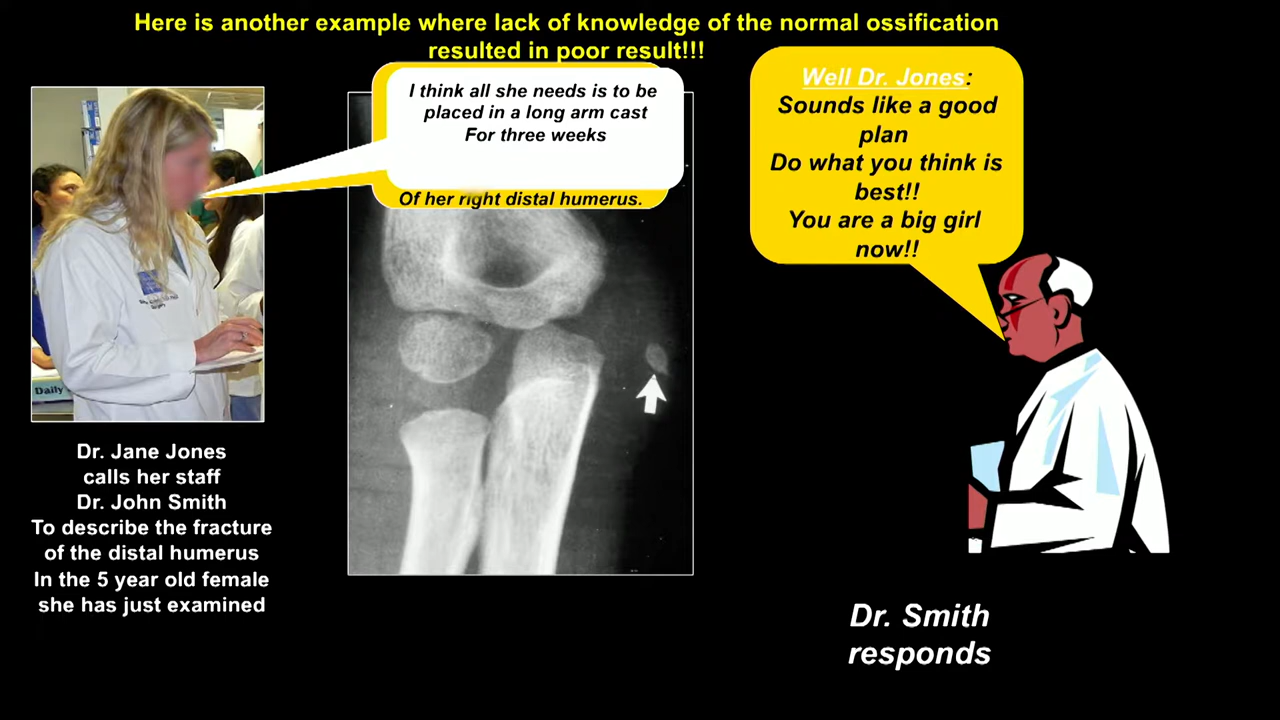 Here is another example where lack of knowledge of the normal ossification
resulted in poor result!!!
I think all she needs is to be
placed in a long arm cast
For three weeks
Of her right distal humerus.
Well Dr. Jones:
Sounds like a good
plan
Do what you think is
best!!
You are a big girl
now!!
Daily
Dr. Jane Jones
calls her staff
Dr. John Smith
To describe the fracture
of the distal humerus
In the 5 year old female
she has just examined
Dr. Smith
responds